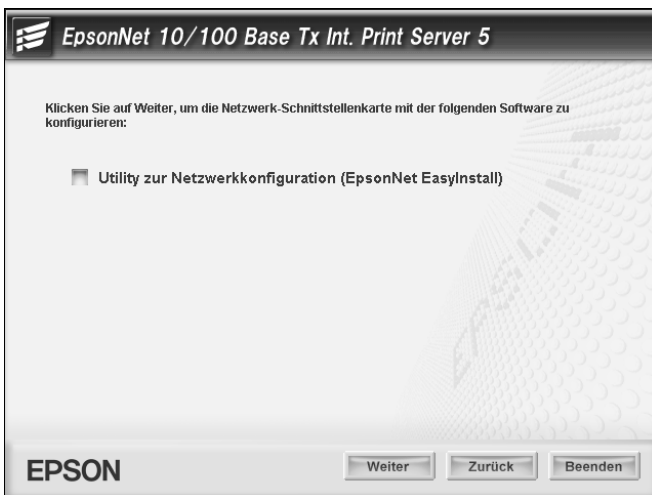 EpsonNet 10/100 Base Tx Int. Print Server 5
Klicken Sie auf Weiter, um die Netzwerk-Schnittstellenkarte mit der folgenden Software zu
konfigurieren:
Utility zur Netzwerkkonfiguration (EpsonNet EasyInstall)
EPSON
EPSON
Weiter
Zurück
Beenden